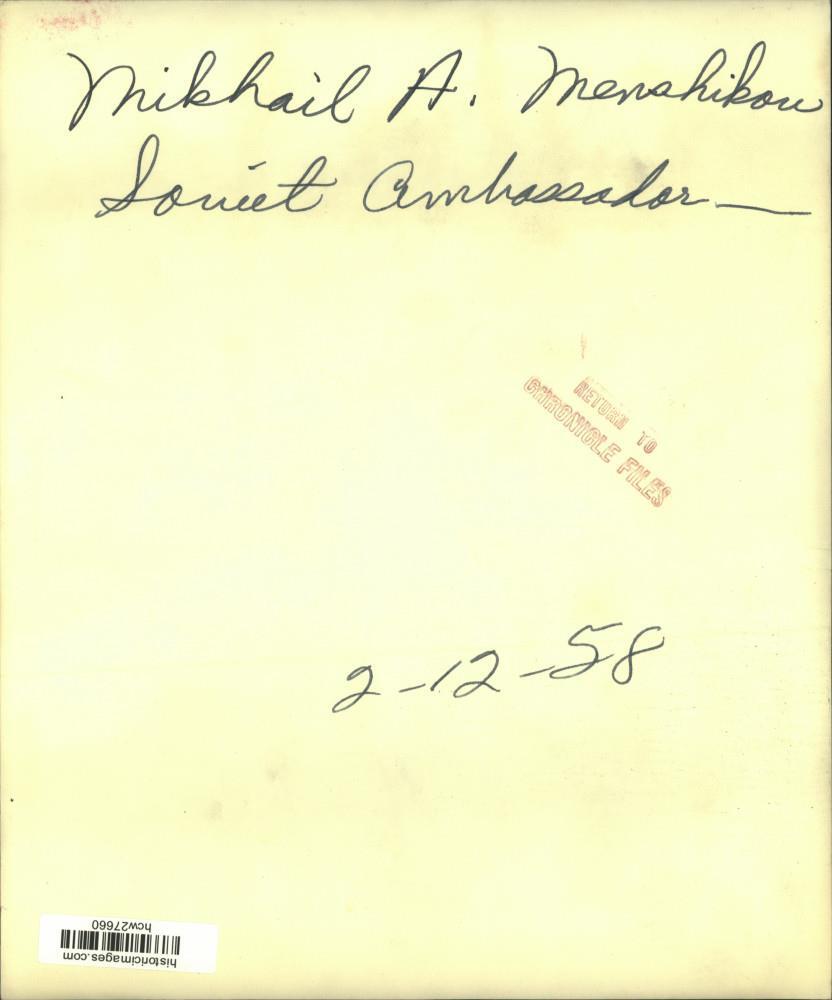 Mikhail A. Menshikov
Soviet Ambassador —
RETURN TO
CHRONICLE FILES
2-12-58
hcw27660
historicimages.com